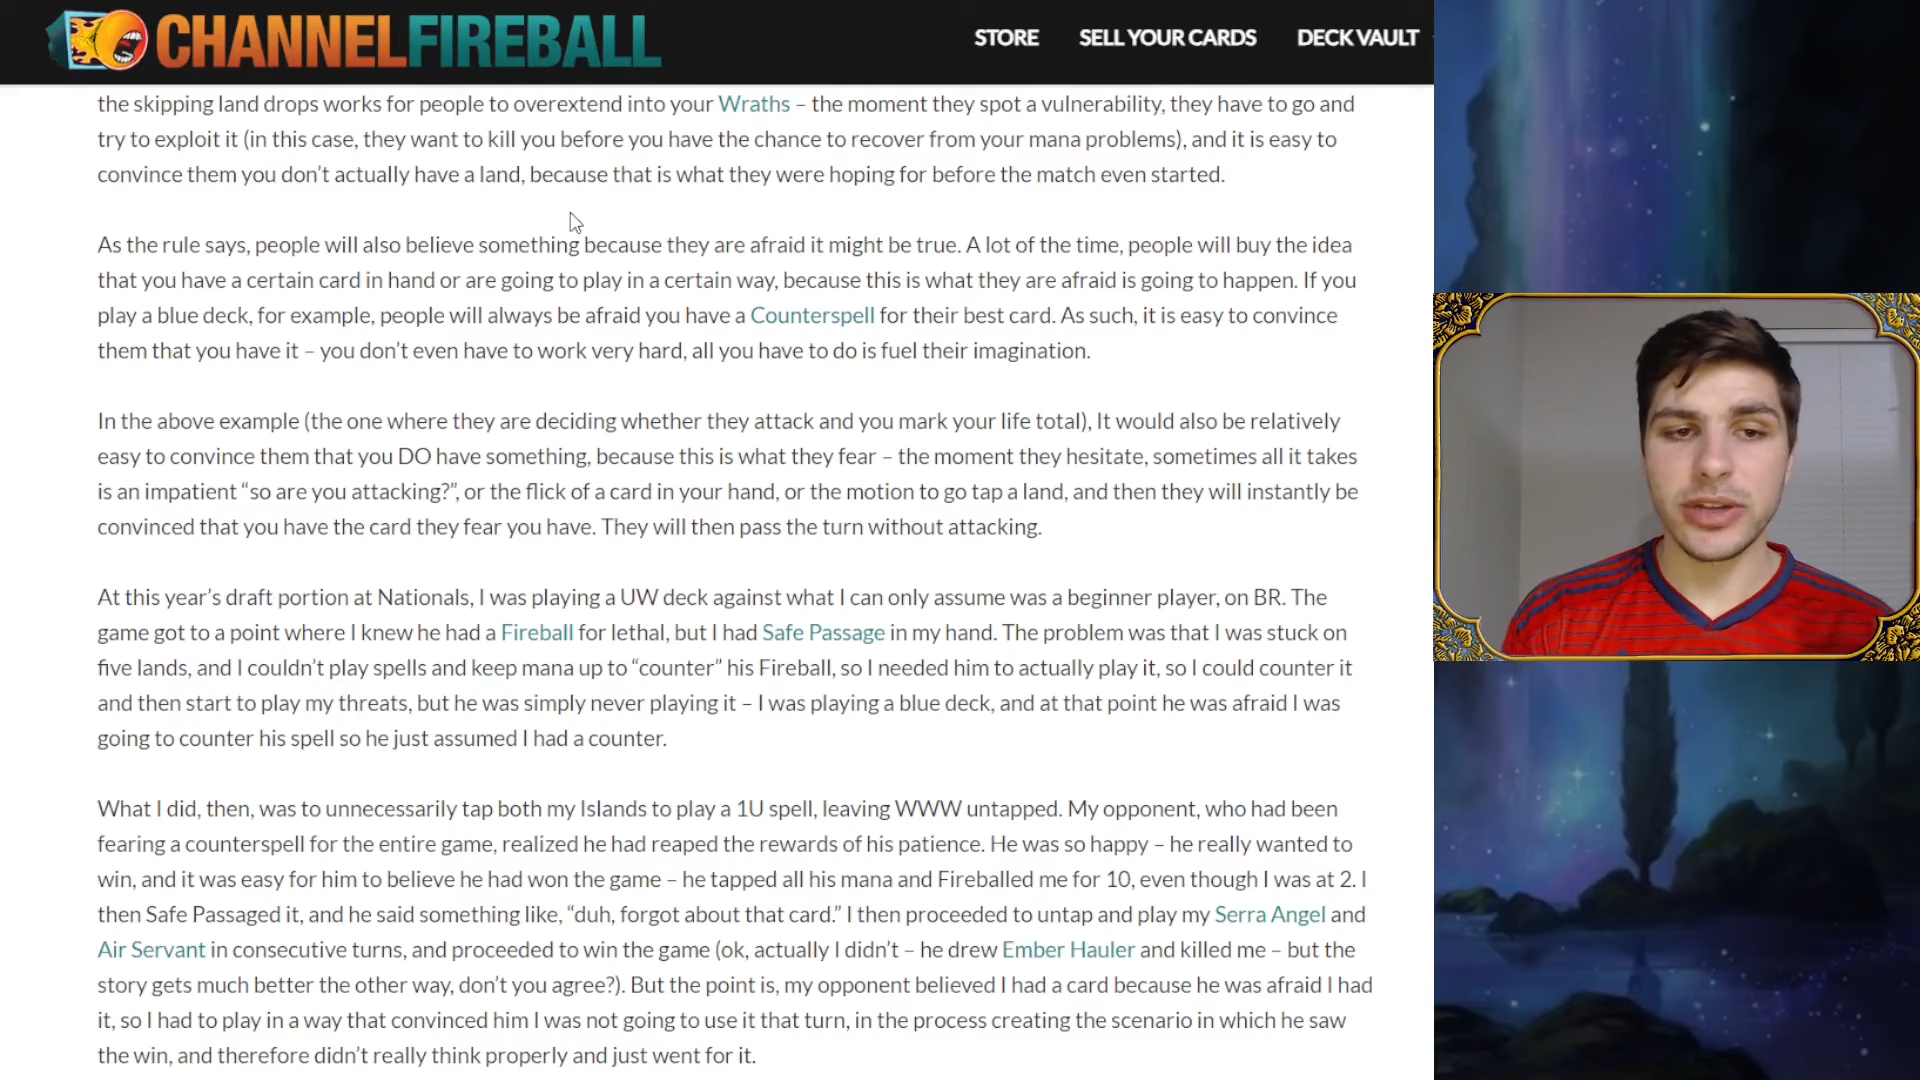 CHANNELFIREBALL
STORE SELL YOUR CARDS DECK VAULT
the skipping land drops works for people to overextend into your Wraths – the moment they spot a vulnerability, they have to go and
try to exploit it (in this case, they want to kill you before you have the chance to recover from your mana problems), and it is easy to
convince them you don’t actually have a land, because that is what they were hoping for before the match even started.
As the rule says, people will also believe something because they are afraid it might be true. A lot of the time, people will buy the idea
that you have a certain card in hand or are going to play in a certain way, because this is what they are afraid is going to happen. If you
play a blue deck, for example, people will always be afraid you have a Counterspell for their best card. As such, it is easy to convince
them that you have it – you don’t even have to work very hard, all you have to do is fuel their imagination.
In the above example (the one where they are deciding whether they attack and you mark your life total), It would also be relatively
easy to convince them that you DO have something, because this is what they fear – the moment they hesitate, sometimes all it takes
is an impatient “so are you attacking?”, or the flick of a card in your hand, or the motion to go tap a land, and then they will instantly be
convinced that you have the card they fear you have. They will then pass the turn without attacking.
At this year’s draft portion at Nationals, I was playing a UW deck against what I can only assume was a beginner player, on BR. The
game got to a point where I knew he had a Fireball for lethal, but I had Safe Passage in my hand. The problem was that I was stuck on
five lands, and I couldn’t play spells and keep mana up to “counter” his Fireball, so I needed him to actually play it, so I could counter it
and then start to play my threats, but he was simply never playing it – I was playing a blue deck, and at that point he was afraid I was
going to counter his spell so he just assumed I had a counter.
What I did, then, was to unnecessarily tap both my Islands to play a 1U spell, leaving WWW untapped. My opponent, who had been
fearing a counterspell for the entire game, realized he had reaped the rewards of his patience. He was so happy – he really wanted to
win, and it was easy for him to believe he had won the game – he tapped all his mana and Fireballed me for 10, even though I was at 2. I
then Safe Passaged it, and he said something like, “duh, forgot about that card.” I then proceeded to untap and play my Serra Angel and
Air Servant in consecutive turns, and proceeded to win the game (ok, actually I didn’t – he drew Ember Hauler and killed me – but the
story gets much better the other way, don’t you agree?). But the point is, my opponent believed I had a card because he was afraid I had
it, so I had to play in a way that convinced him I was not going to use it that turn, in the process creating the scenario in which he saw
the win, and therefore didn’t really think properly and just went for it.